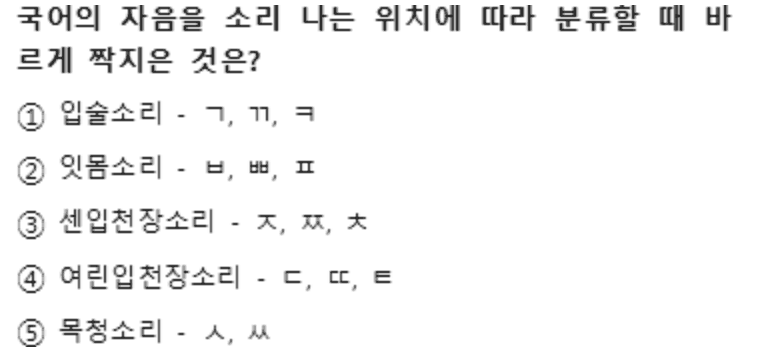 국어의 자음을 소리 나는 위치에 따라 분류할 때 바
르게 짝지은 것은?
① 입술소리 - ㄱ, ㄲ, ㅋ
② 잇몸소리 - ㅂ, ㅃ, ㅍ
③ 센입천장소리 - ㅈ, ㅉ, ㅊ
④ 여린입천장소리 - ㄷ, ㄸ, ㅌ
⑤ 목청소리 - ㅅ, ㅆ